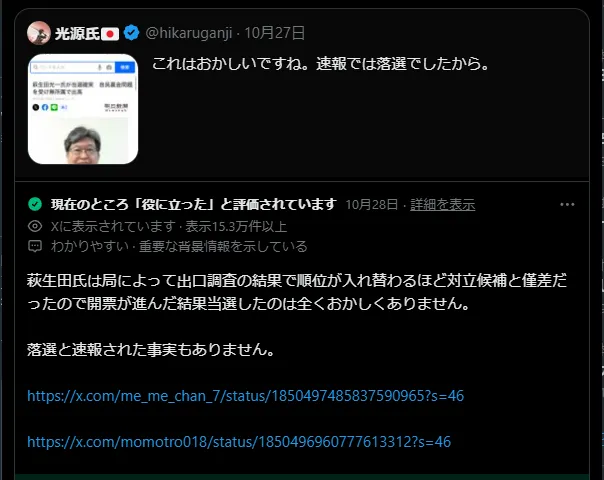 光源氏🇯🇵 @hikaruganji · 10月27日
これはおかしいですね。速報では落選でしたから。
検索
萩生田光一氏が当選確実 自民裏金問題
を受け無所属で出馬
朝日新聞
現在のところ「役に立った」と評価されています 10月28日 · 詳細を表示
Xに表示されています · 表示15.3万件以上
わかりやすい · 重要な背景情報を示している
萩生田氏は局によって出口調査の結果で順位が入れ替わるほど対立候補と僅差だ
ったので開票が進んだ結果当選したのは全くおかしくありません。
落選と速報された事実もありません。
https://x.com/me_me_chan_7/status/1850497485837590965?s=46
https://x.com/momotro018/status/1850496960777613312?s=46